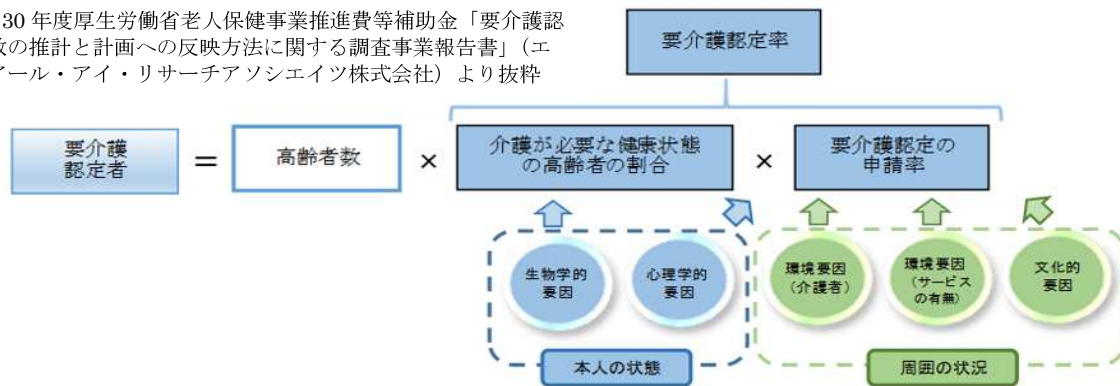 30 年度厚生労働省老人保健事業推進費等補助金「要介護認
数の推計と計画への反映方法に関する調査事業報告書」（エ
アール・アイ・リサーチアソシエイツ株式会社）より抜粋
要介護認定率
要介護
認定者
＝
高齢者数
×
介護が必要な健康状態
の高齢者の割合
×
要介護認定の
申請率
生物学的
要因
心理学的
要因
環境要因
（介護者）
環境要因
（サービス
の有無）
文化的
要因
本人の状態
周囲の状況